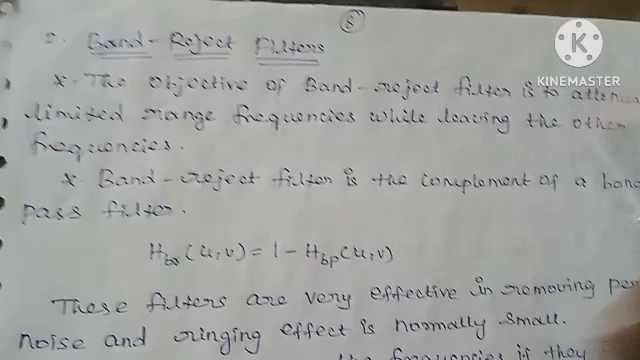 8
Band-Reject Filters
KINEMASTER
* The objective of Band-reject filter is to
limited range frequencies while leaving the other
frequencies.
* Band-reject filter is the complement of a
pass filter.
Hbr(u,v) = 1 - Hbp(u,v)
These filters are very effective in removing
noise and ringing effect is normally small.
the frequencies if they